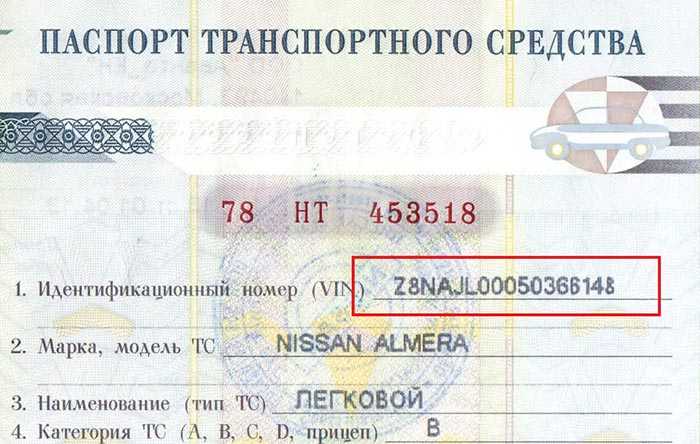 ПАСПОРТ ТРАНСПОРТНОГО СРЕДСТВА
78 НТ 453518
1. Идентификационный номер (VIN) Z8NAJL00050366148
2. Марка, модель ТС NISSAN ALMERA
3. Наименование (тип ТС) ЛЕГКОВОЙ
4. Категория ТС (A, B, C, D, прицеп) B